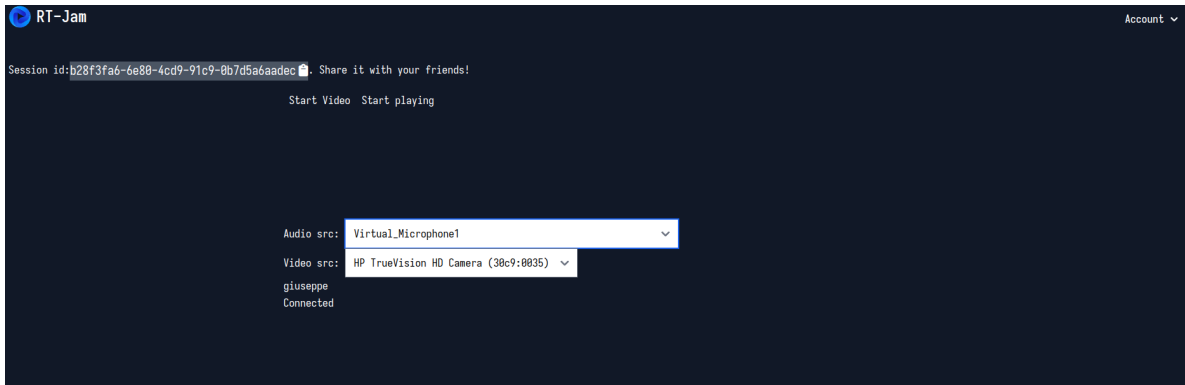 RT-Jam
Account
Session id:b28f3fa6-6e80-4cd9-91c9-0b7d5a6aadec. Share it with your friends!
Start Video Start playing
Audio src: Virtual_Microphone1
Video src: HP TrueVision HD Camera (30c9:0035)
giuseppe
Connected